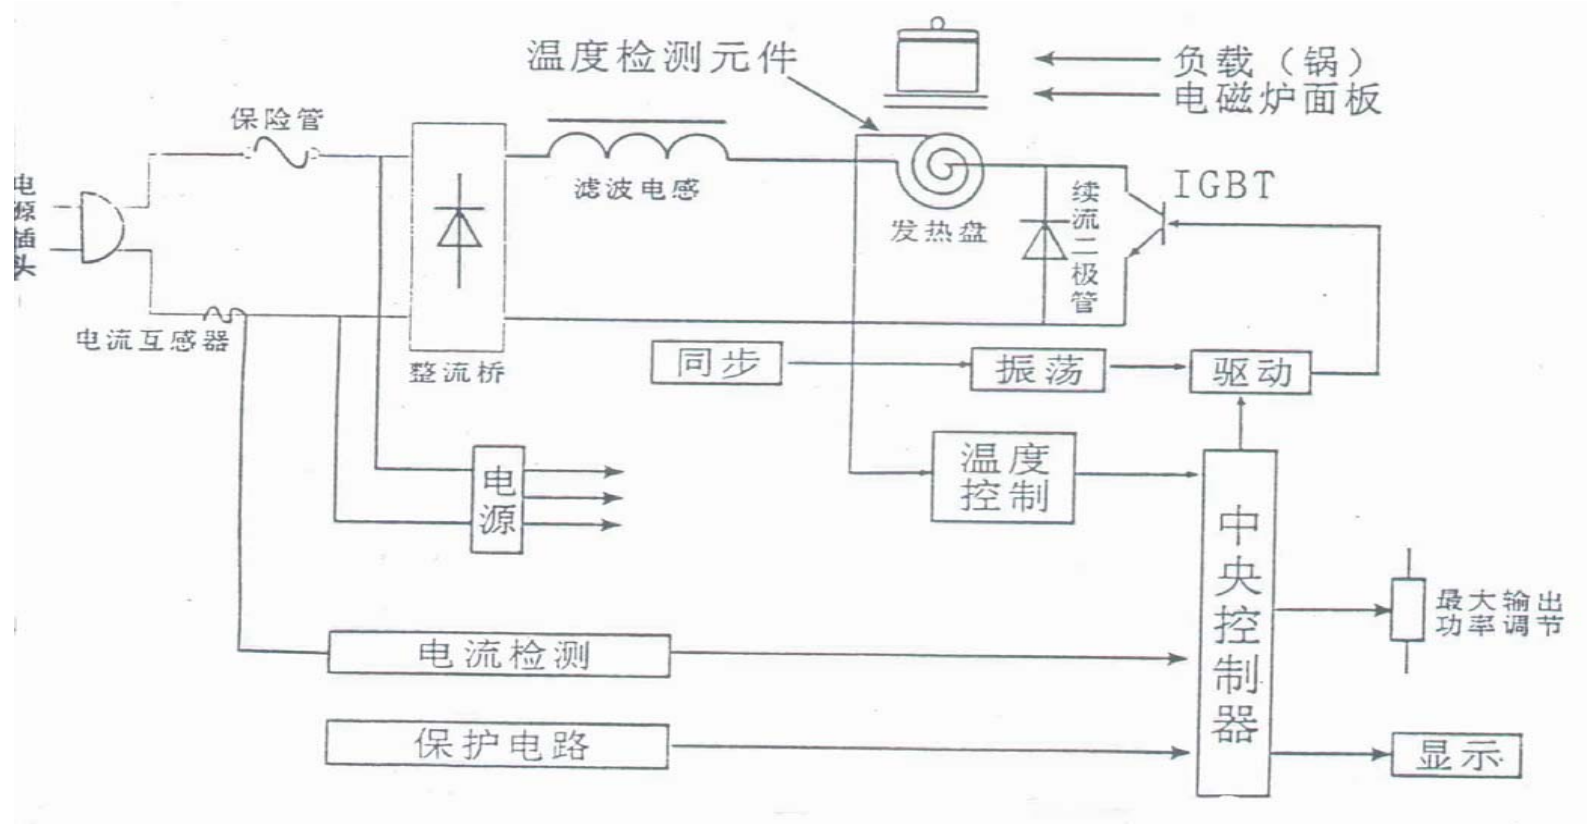 温度检测元件
负载（锅）
电磁炉面板
保险管
电源插头
滤波电感
发热盘
续流二极管
IGBT
电流互感器
整流桥
同步
振荡
驱动
电源
温度
控制
中央控制器
最大输出
功率调节
电流检测
保护电路
显示